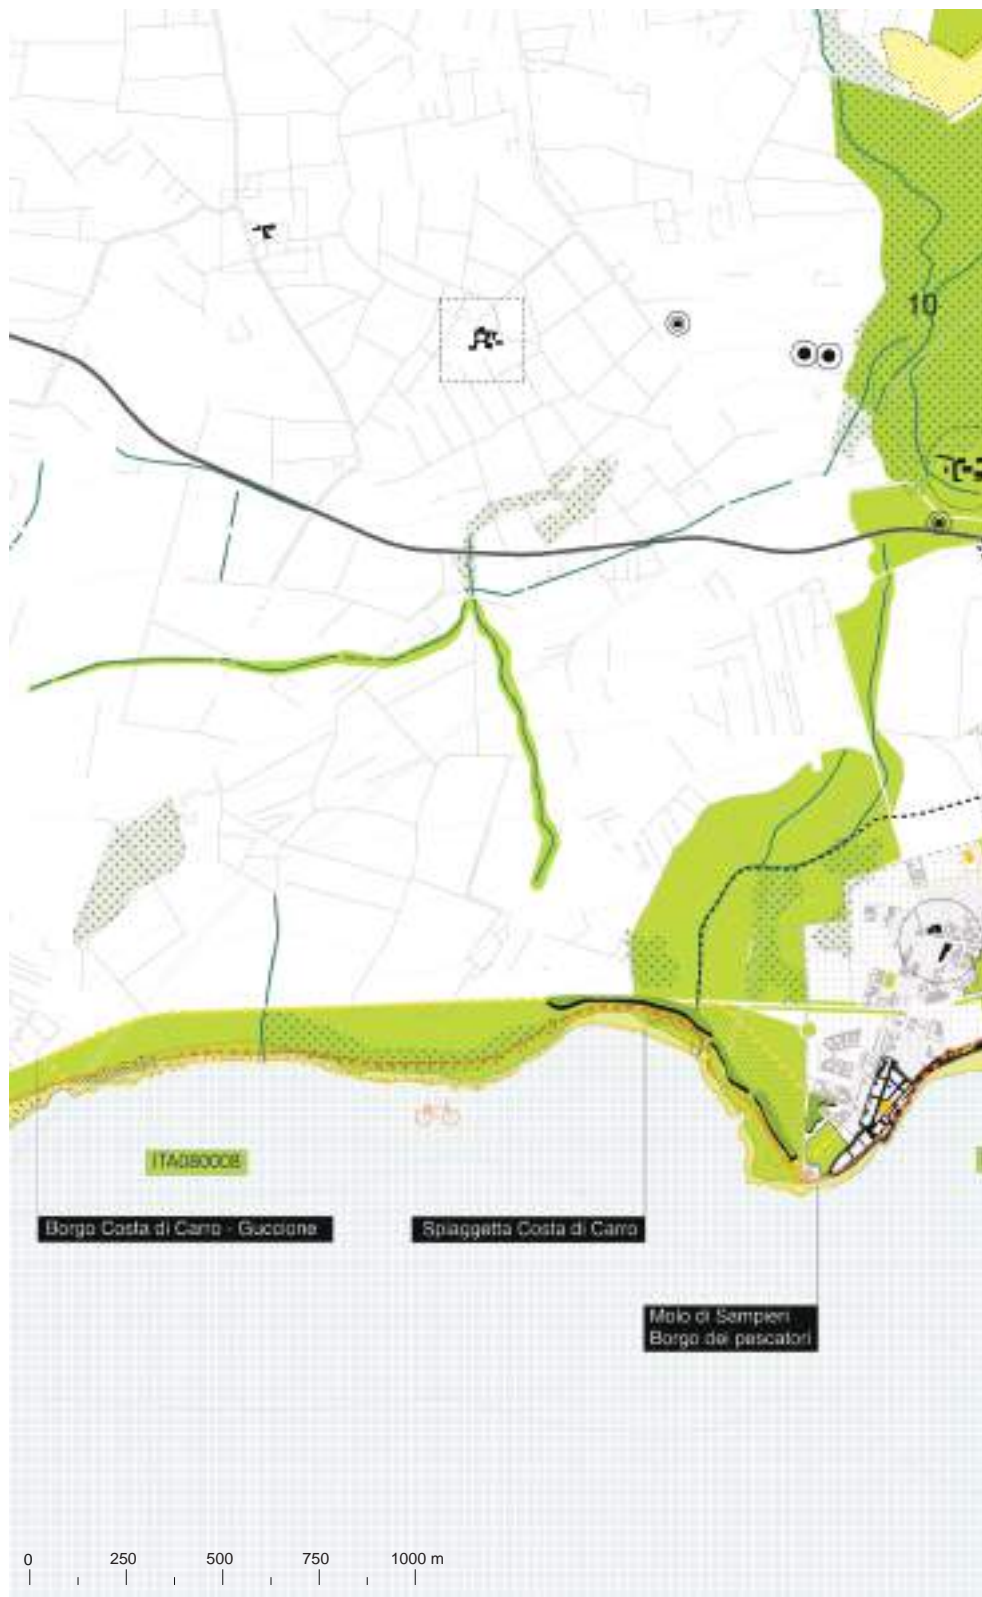 10
ITA080008
Borgo Costa di Carro - Guccione
Spiaggetta Costa di Carro
Molo di Sampieri
Borgo dei pescatori
0 250 500 750 1000 m